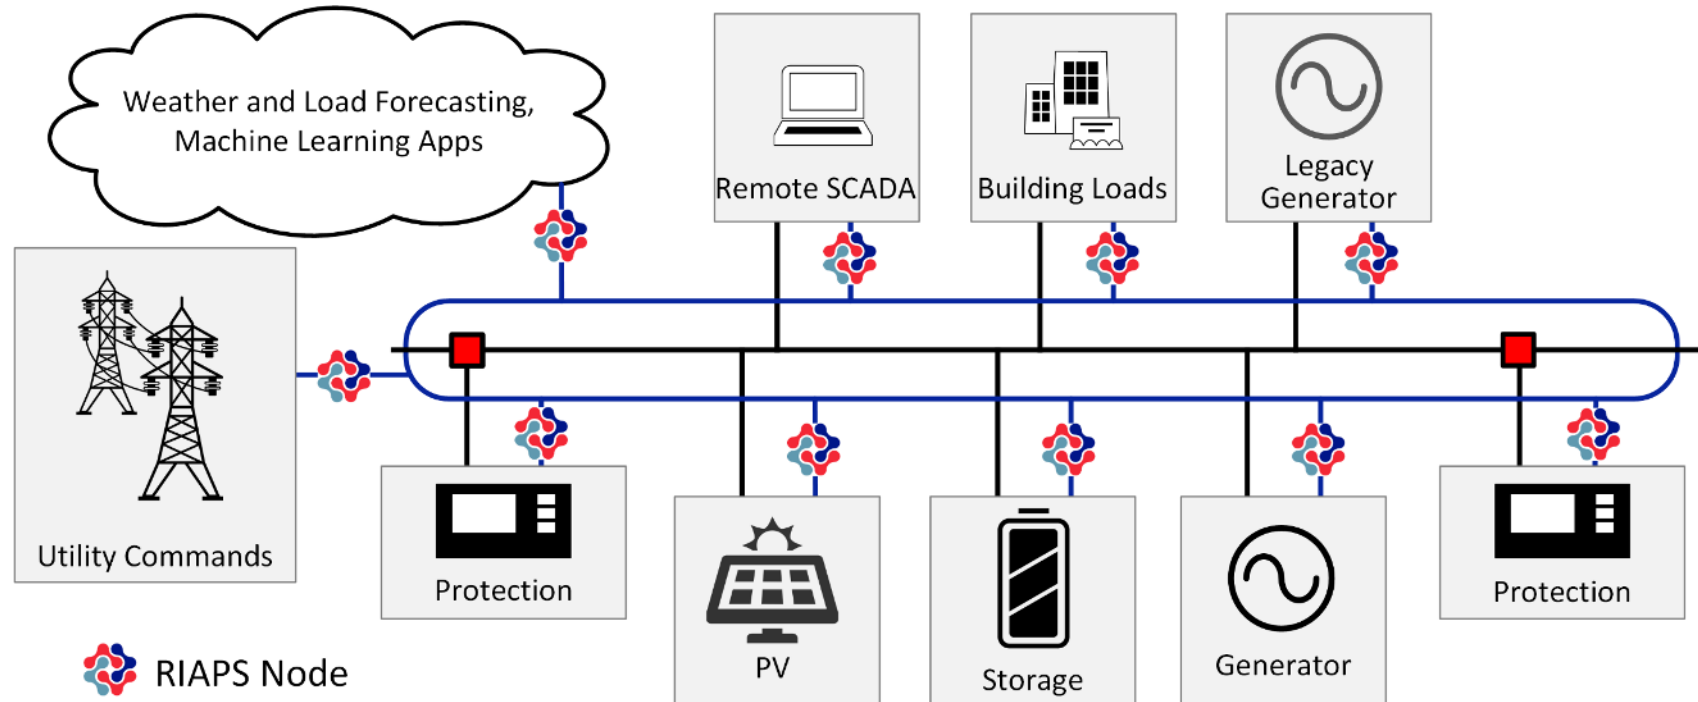 Weather and Load Forecasting,
Machine Learning Apps
Remote SCADA
Building Loads
Legacy
Generator
Utility Commands
Protection
PV
Storage
Generator
Protection
RIAPS Node